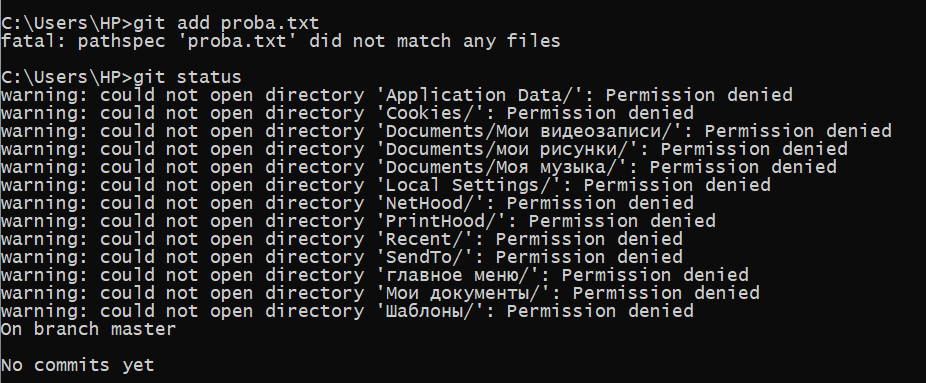 C:\Users\HP>git add proba.txt
fatal: pathspec 'proba.txt' did not match any files
C:\Users\HP>git status
warning: could not open directory 'Application Data/': Permission denied
warning: could not open directory 'Cookies/': Permission denied
warning: could not open directory 'Documents/Мои видеозаписи/': Permission denied
warning: could not open directory 'Documents/мои рисунки/': Permission denied
warning: could not open directory 'Documents/Моя музыка/': Permission denied
warning: could not open directory 'Local Settings/': Permission denied
warning: could not open directory 'NetHood/': Permission denied
warning: could not open directory 'PrintHood/': Permission denied
warning: could not open directory 'Recent/': Permission denied
warning: could not open directory 'SendTo/': Permission denied
warning: could not open directory 'главное меню/': Permission denied
warning: could not open directory 'Мои документы/': Permission denied
warning: could not open directory 'Шаблоны/': Permission denied
On branch master
No commits yet